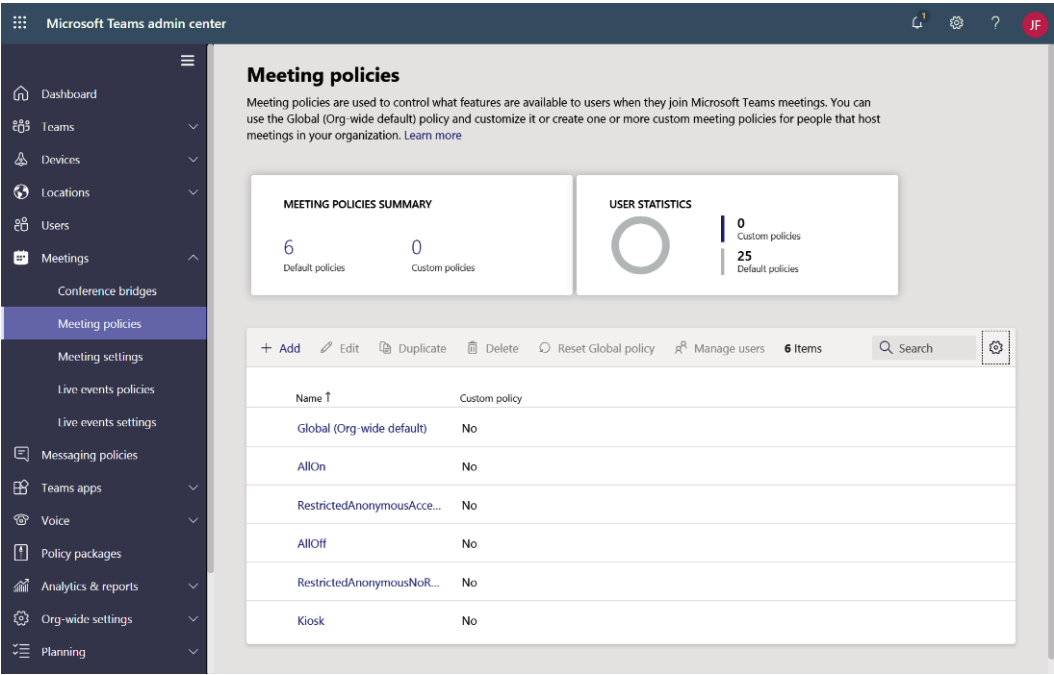 Microsoft Teams admin center
1
?
JF
Dashboard
Teams
Devices
Locations
Users
Meetings
Conference bridges
Meeting policies
Meeting settings
Live events policies
Live events settings
Messaging policies
Teams apps
Voice
Policy packages
Analytics & reports
Org-wide settings
Planning
Meeting policies
Meeting policies are used to control what features are available to users when they join Microsoft Teams meetings. You can
use the Global (Org-wide default) policy and customize it or create one or more custom meeting policies for people that host
meetings in your organization. Learn more
MEETING POLICIES SUMMARY
6
Default policies
0
Custom policies
USER STATISTICS
0
Custom policies
25
Default policies
+ Add Edit Duplicate Delete Reset Global policy Manage users 6 Items Search
Name ↑ Custom policy
Global (Org-wide default) No
AllOn No
RestrictedAnonymousAcce... No
AllOff No
RestrictedAnonymousNoR... No
Kiosk No